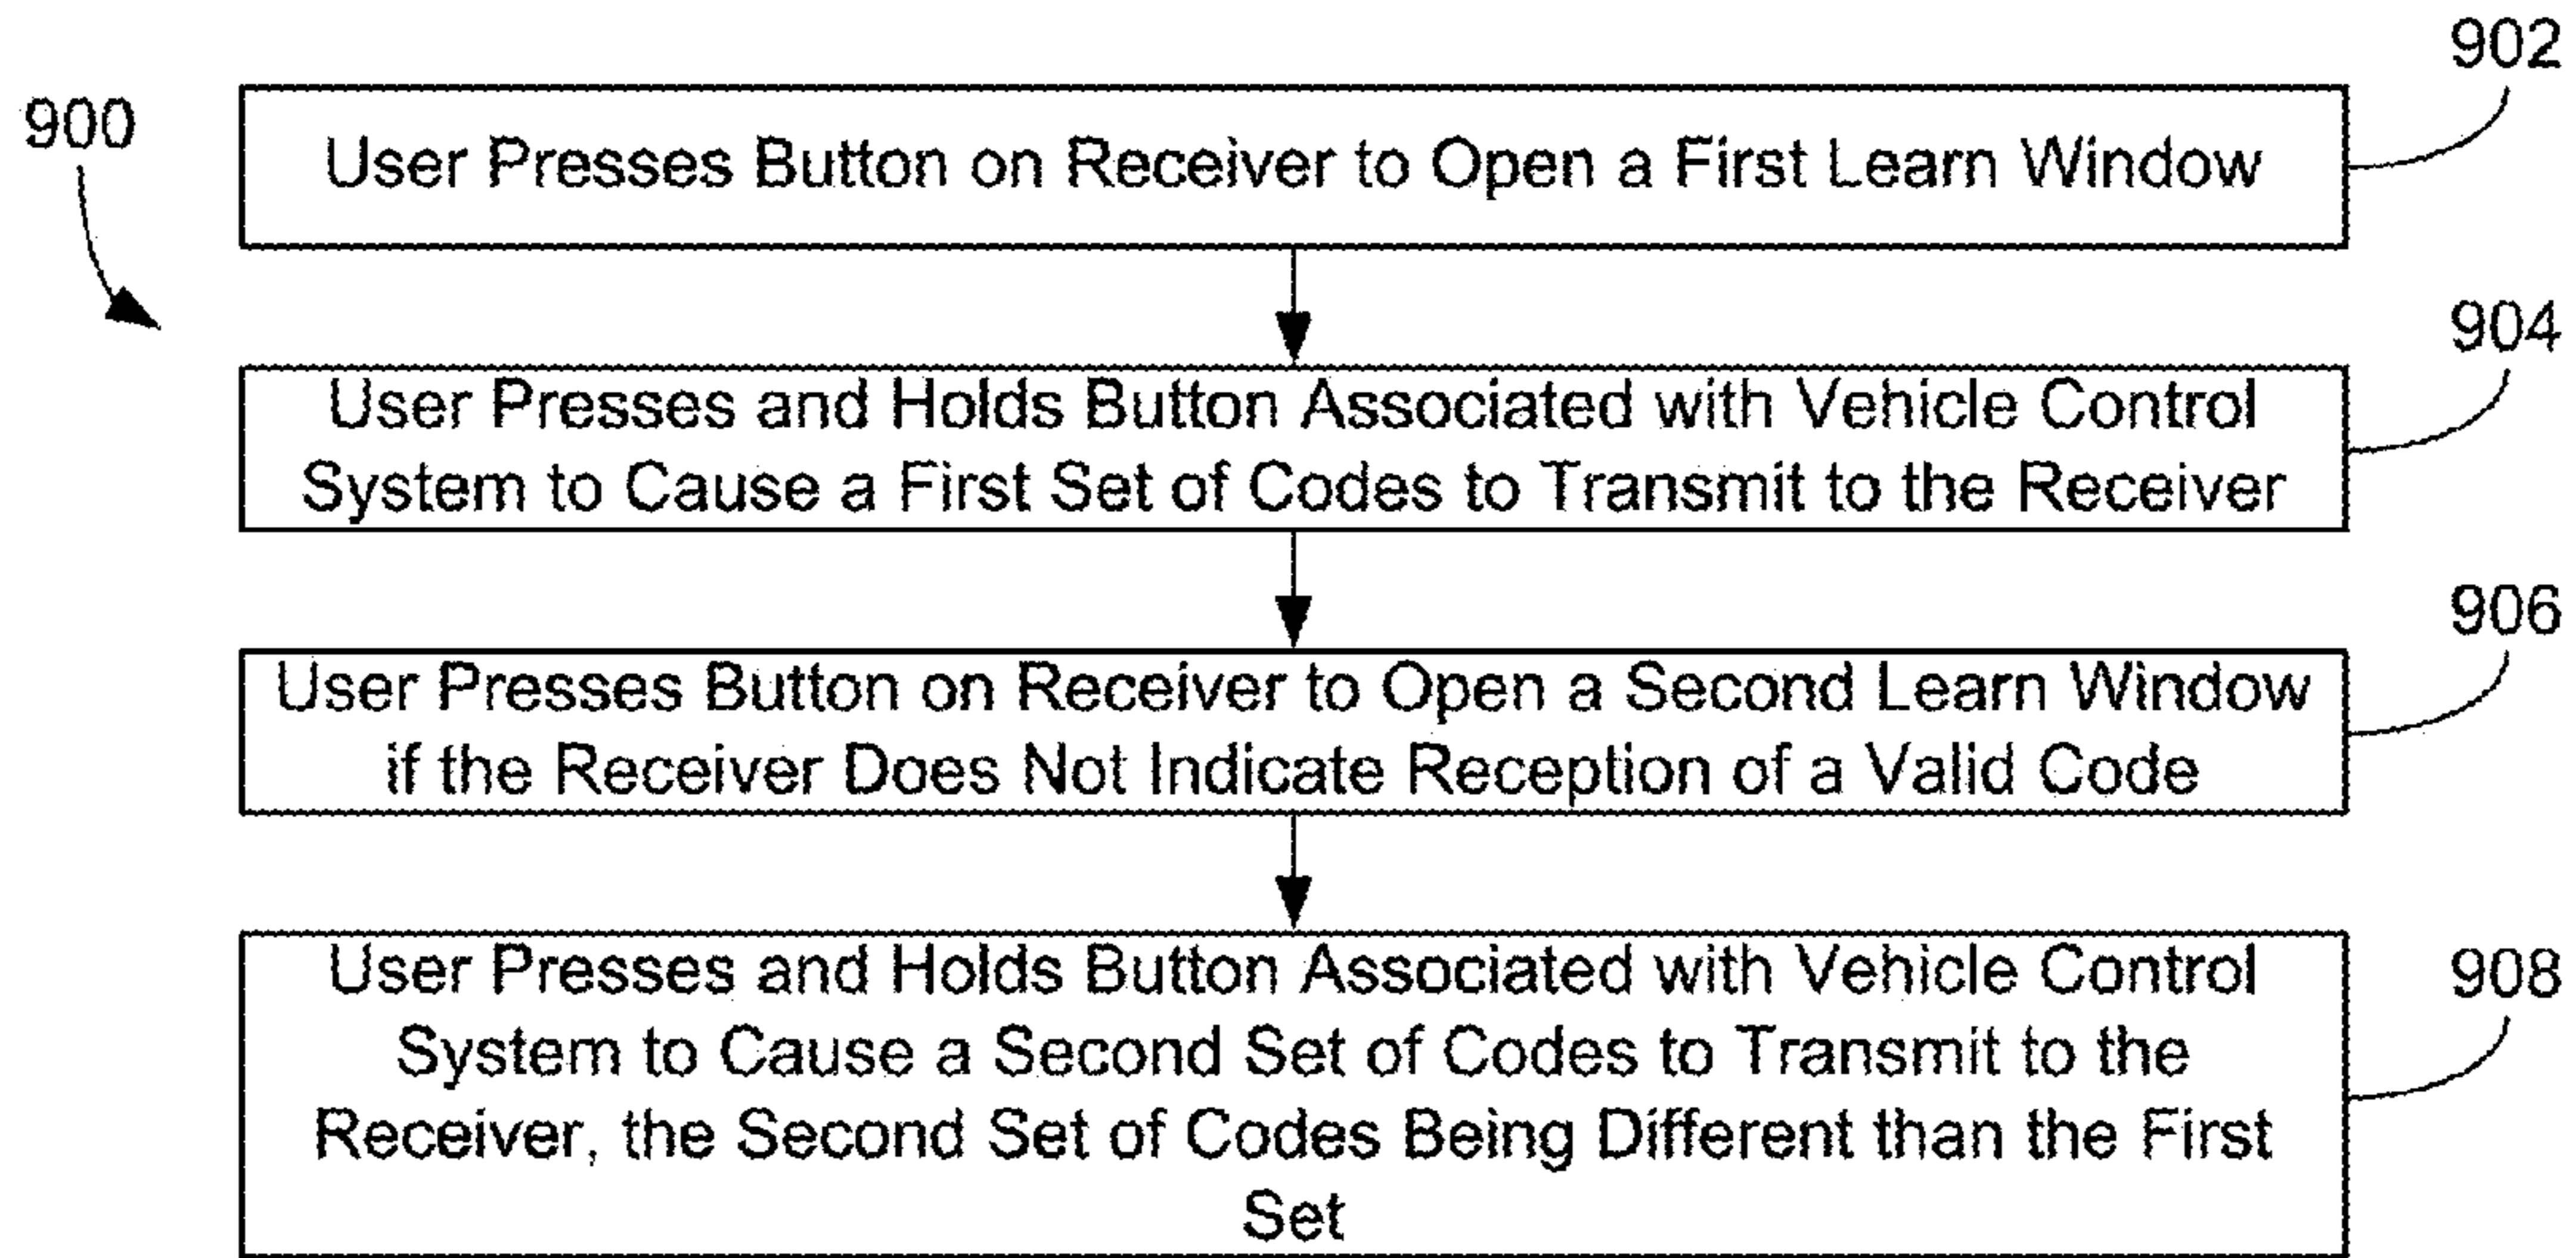 902
900
User Presses Button on Receiver to Open a First Learn Window
904
User Presses and Holds Button Associated with Vehicle Control
System to Cause a First Set of Codes to Transmit to the Receiver
906
User Presses Button on Receiver to Open a Second Learn Window
if the Receiver Does Not Indicate Reception of a Valid Code
908
User Presses and Holds Button Associated with Vehicle Control
System to Cause a Second Set of Codes to Transmit to the
Receiver, the Second Set of Codes Being Different than the First
Set